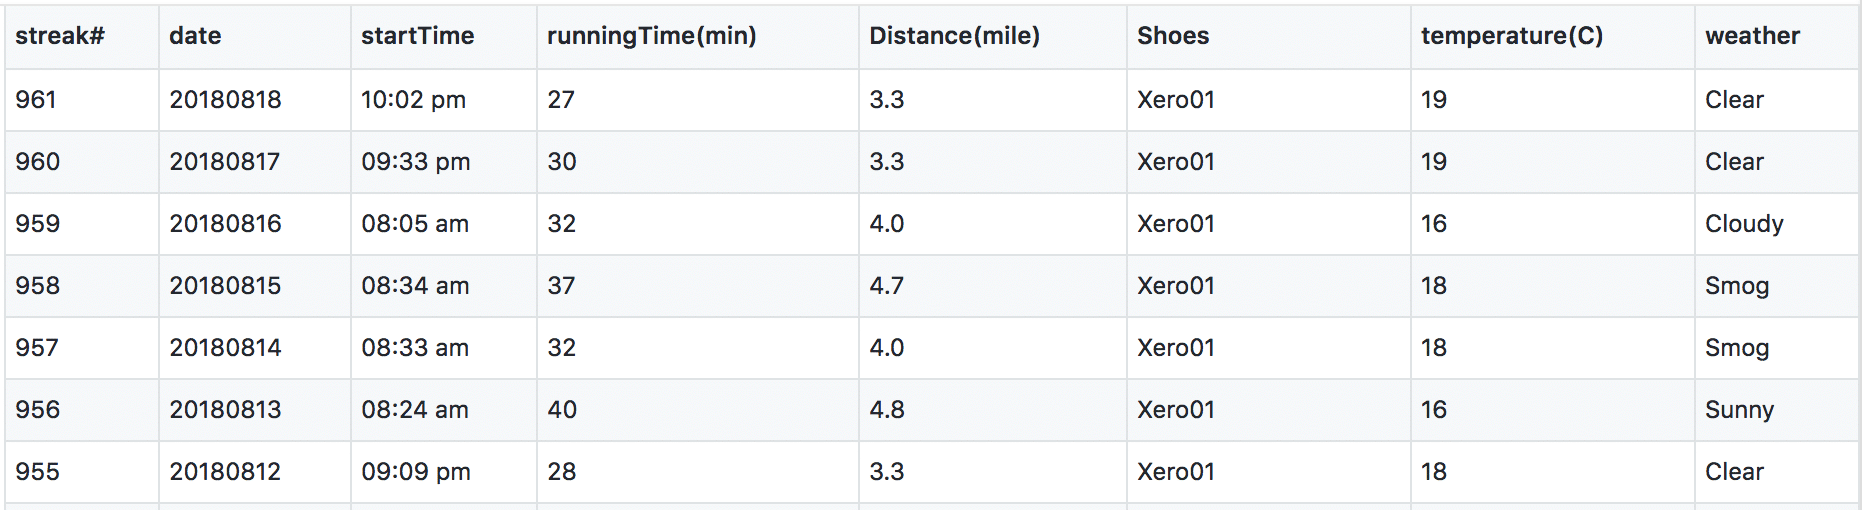 streak# date startTime runningTime(min) Distance(mile) Shoes temperature(C) weather
961 20180818 10:02 pm 27 3.3 Xero01 19 Clear
960 20180817 09:33 pm 30 3.3 Xero01 19 Clear
959 20180816 08:05 am 32 4.0 Xero01 16 Cloudy
958 20180815 08:34 am 37 4.7 Xero01 18 Smog
957 20180814 08:33 am 32 4.0 Xero01 18 Smog
956 20180813 08:24 am 40 4.8 Xero01 16 Sunny
955 20180812 09:09 pm 28 3.3 Xero01 18 Clear